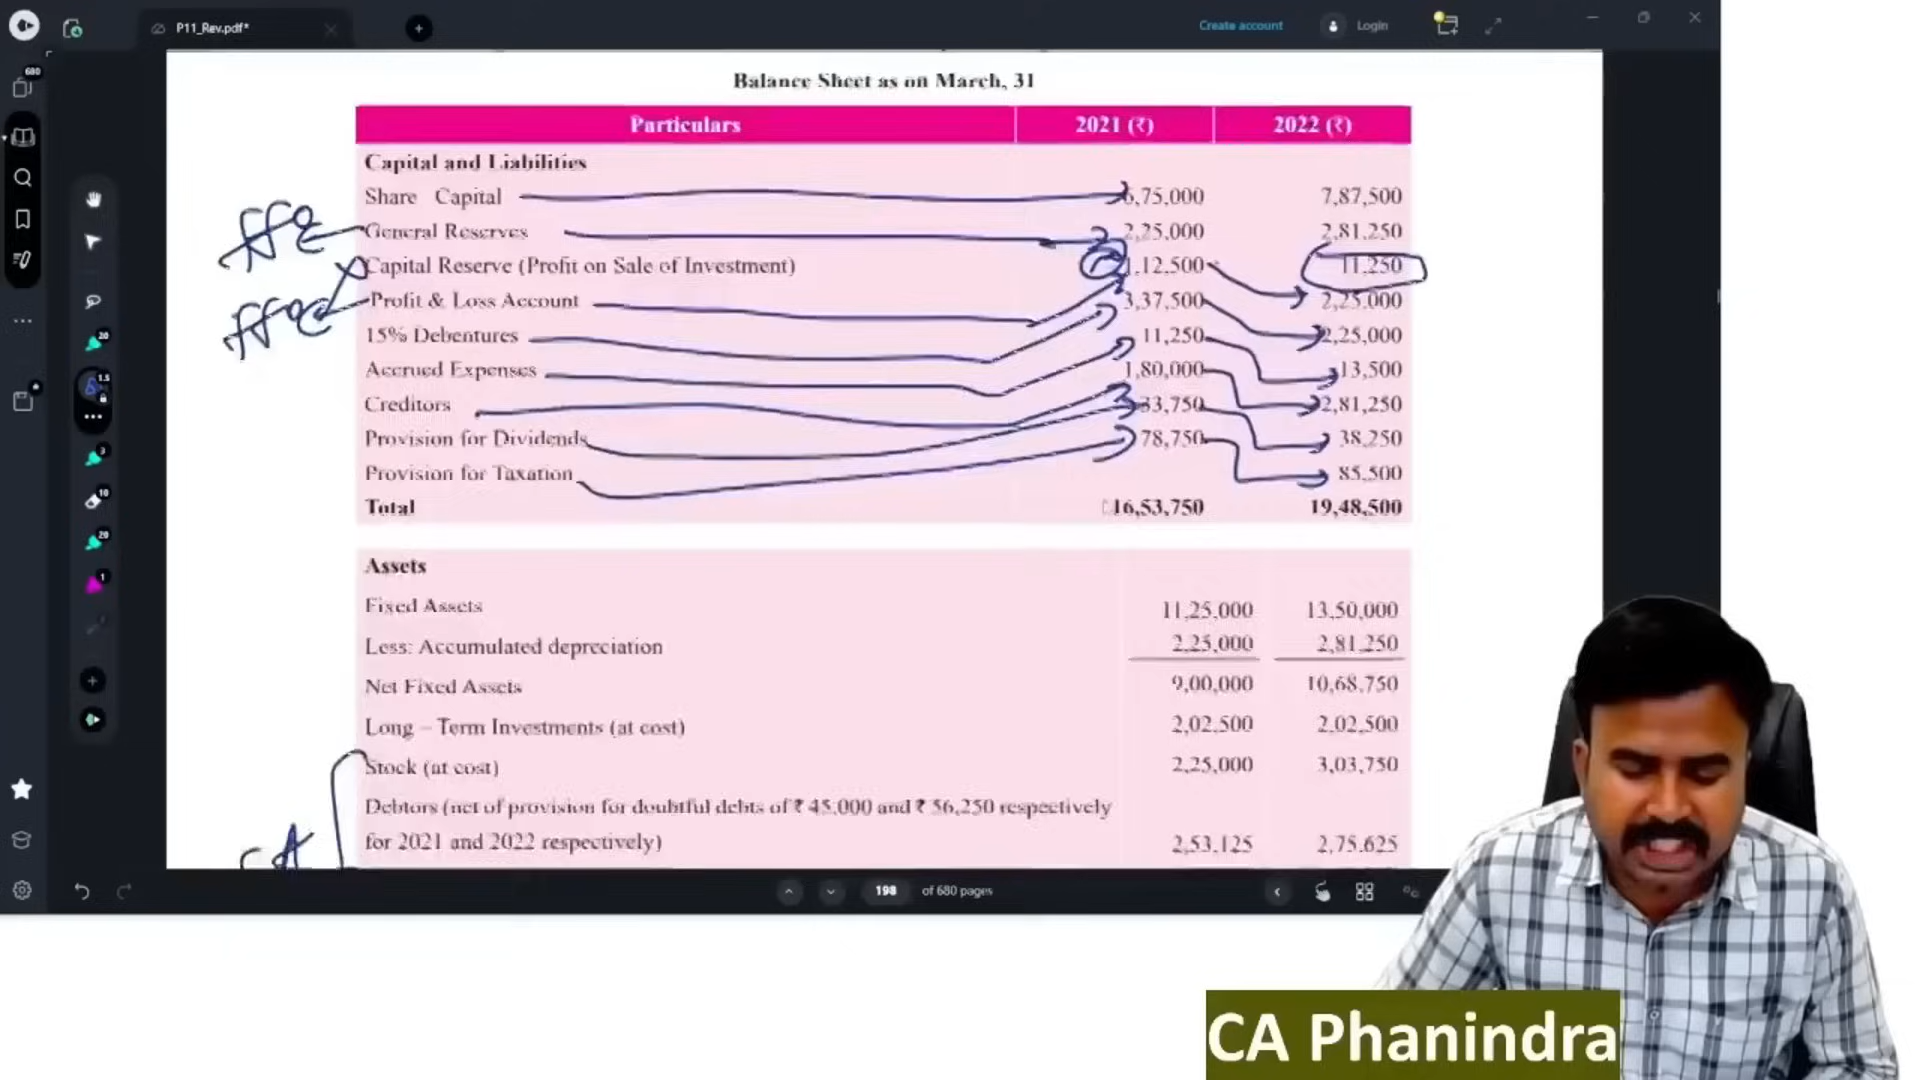 680
P11_Rev.pdf*
Create account
Login
Balance Sheet as on March, 31
Particulars 2021 (₹) 2022 (₹)
Capital and Liabilities
Share Capital 6,75,000 7,87,500
General Reserves 2,25,000 2,81,250
Capital Reserve (Profit on Sale of Investment) 1,12,500 11,250
Profit & Loss Account 3,37,500 2,25,000
15% Debentures 11,250 2,25,000
Accrued Expenses 1,80,000 13,500
Creditors 33,750 2,81,250
Provision for Dividends 78,750 38,250
Provision for Taxation 85,500
Total 16,53,750 19,48,500
Assets
Fixed Assets 11,25,000 13,50,000
Less: Accumulated depreciation 2,25,000 2,81,250
Net Fixed Assets 9,00,000 10,68,750
Long – Term Investments (at cost) 2,02,500 2,02,500
Stock (at cost) 2,25,000 3,03,750
Debtors (net of provision for doubtful debts of ₹ 45,000 and ₹ 56,250 respectively
for 2021 and 2022 respectively) 2,53,125 2,75,625
20
1.5
3
10
20
1
198 of 680 pages
CA Phanindra